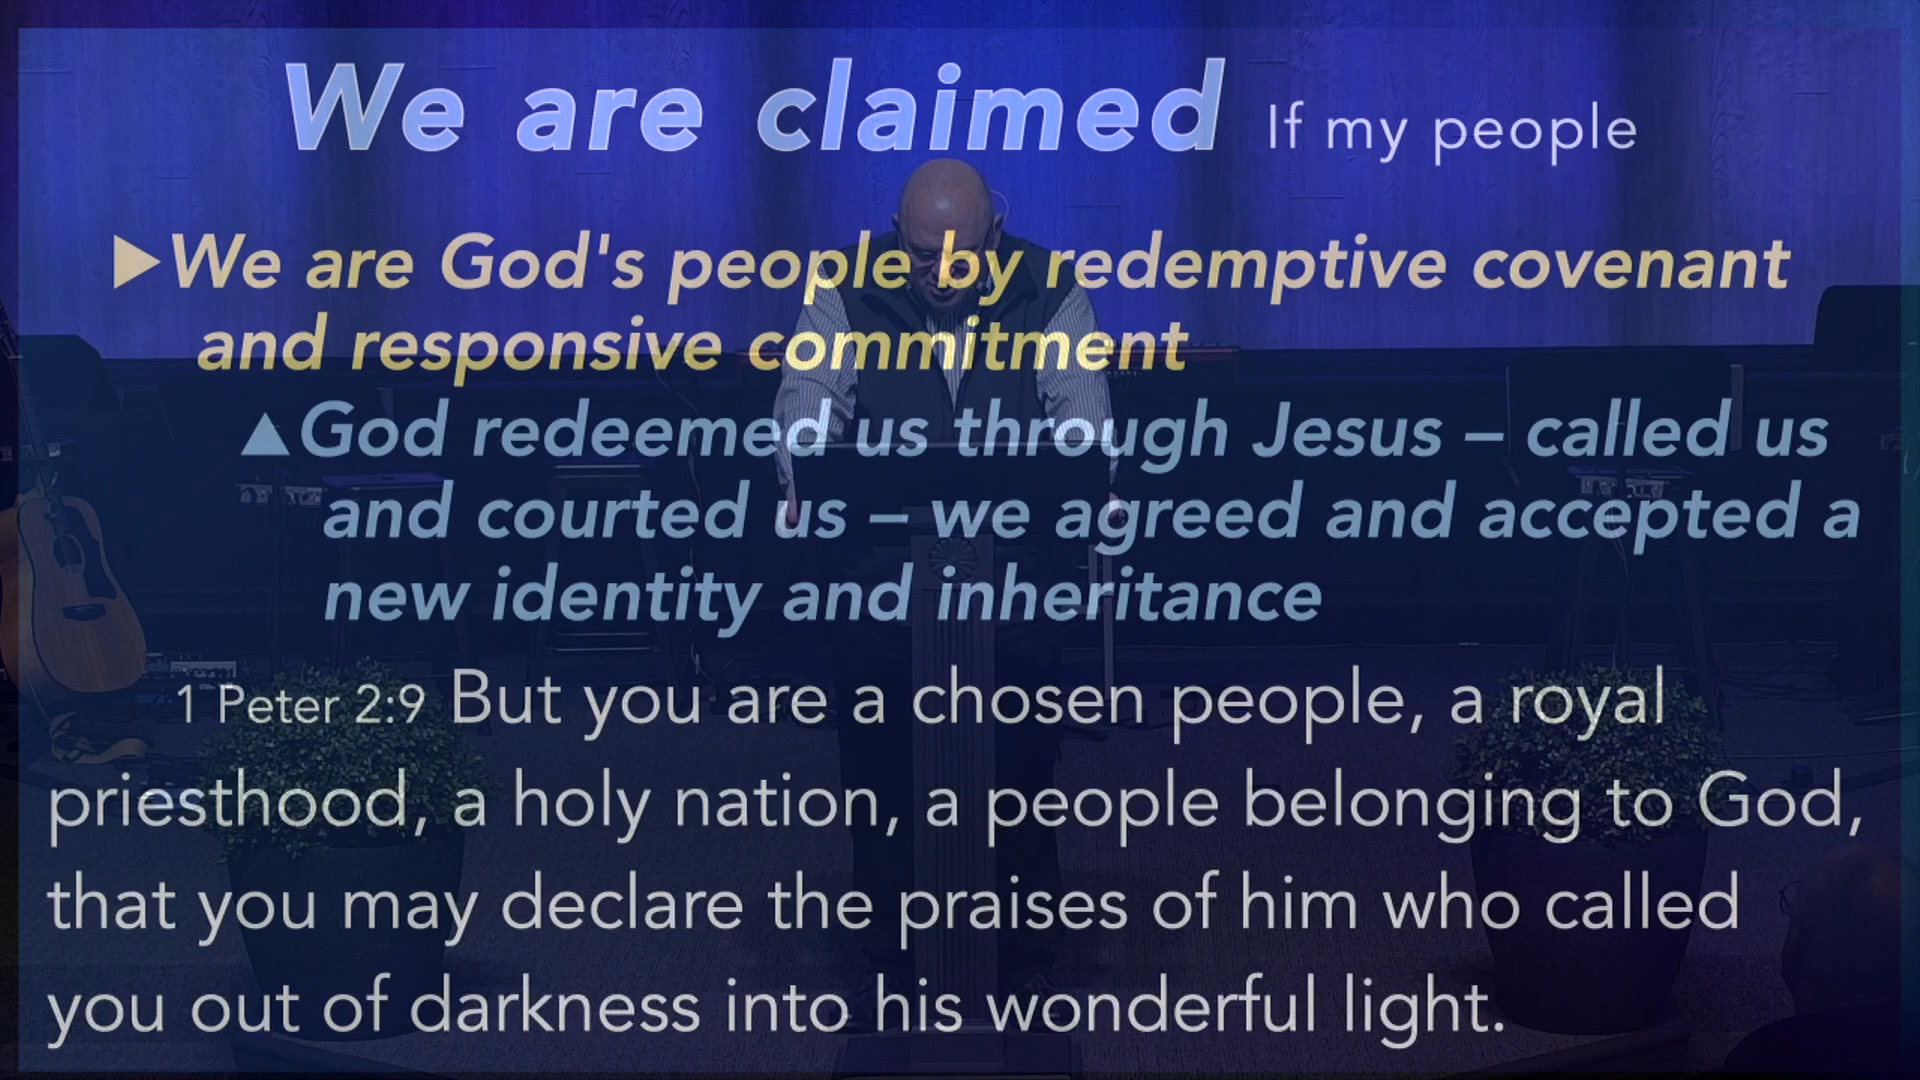 We are claimed If my people
▶We are God's people by redemptive covenant
and responsive commitment
▲God redeemed us through Jesus – called us
and courted us – we agreed and accepted a
new identity and inheritance
1 Peter 2:9 But you are a chosen people, a royal
priesthood, a holy nation, a people belonging to God,
that you may declare the praises of him who called
you out of darkness into his wonderful light.